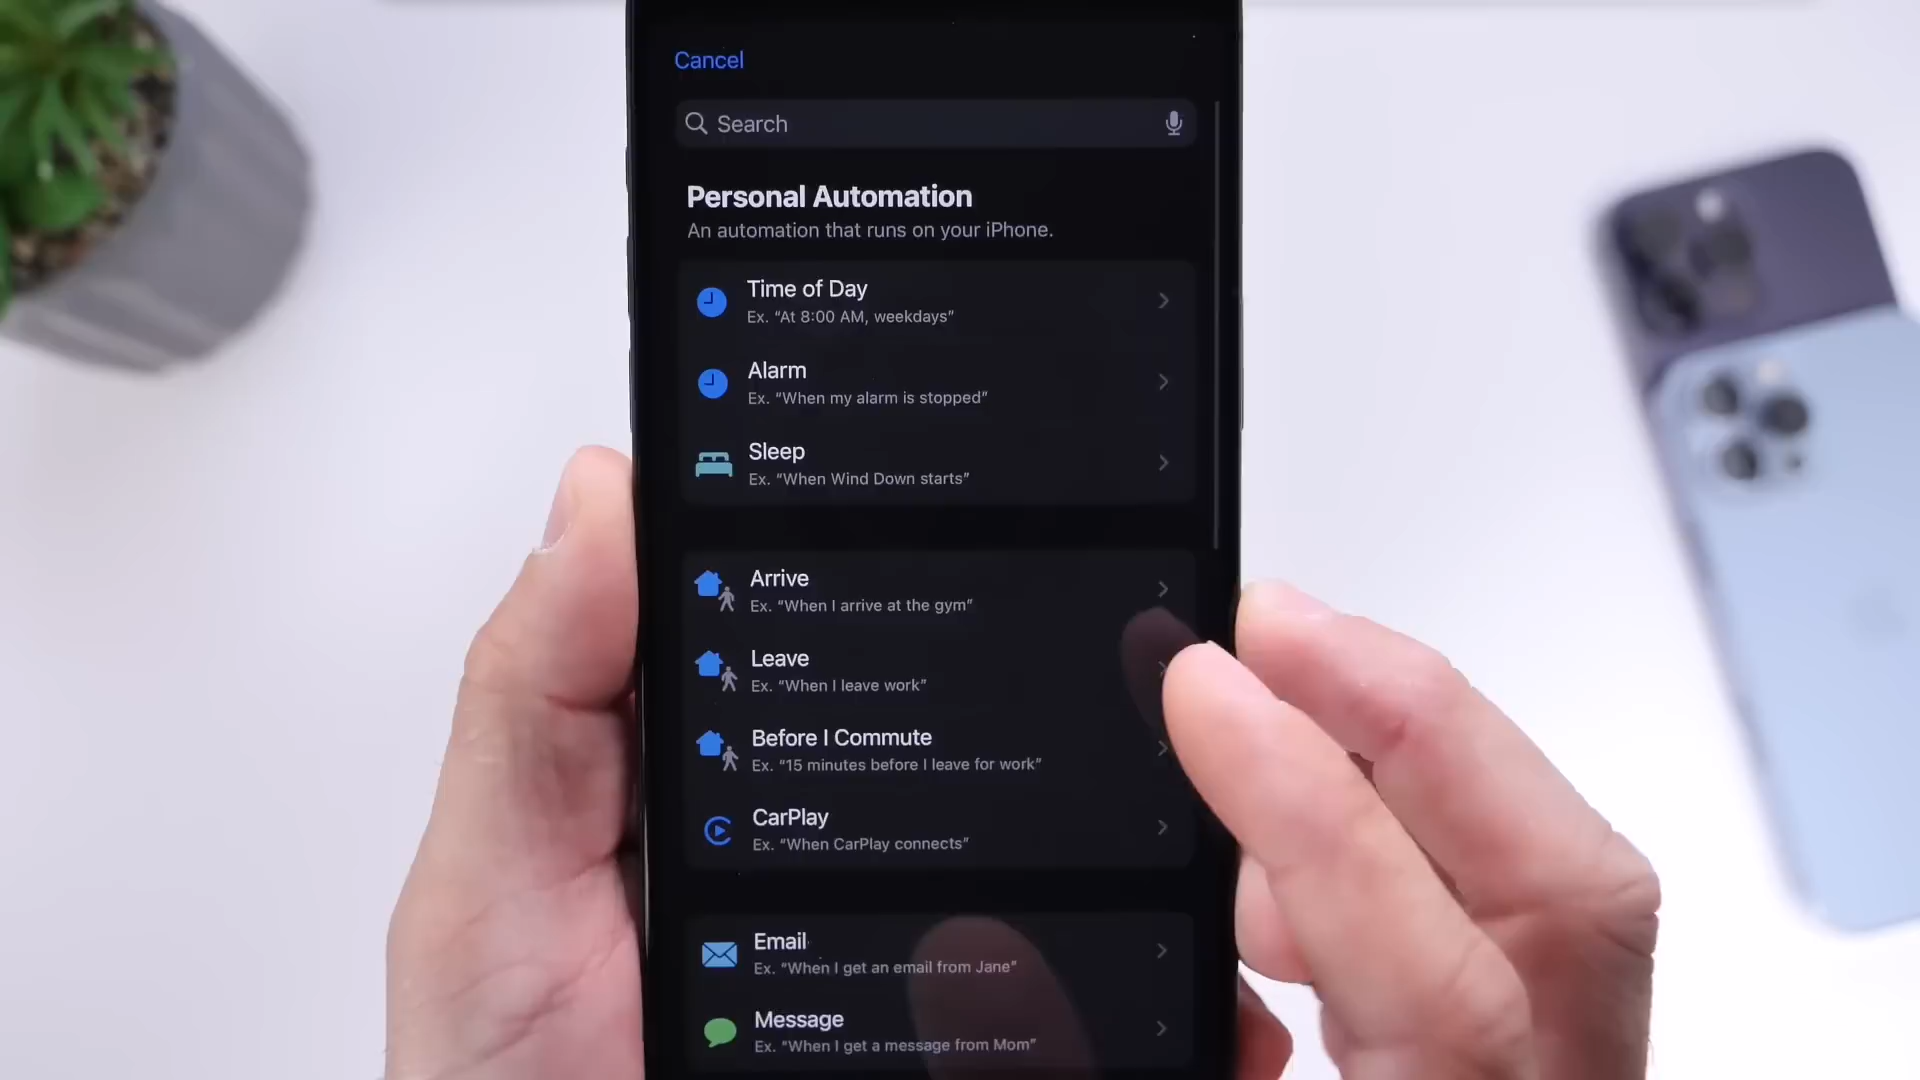 Cancel
Search
Personal Automation
An automation that runs on your iPhone.
Time of Day
Ex. “At 8:00 AM, weekdays”
Alarm
Ex. “When my alarm is stopped”
Sleep
Ex. “When Wind Down starts”
Arrive
Ex. “When I arrive at the gym”
Leave
Ex. “When I leave work”
Before I Commute
Ex. “15 minutes before I leave for work”
CarPlay
Ex. “When CarPlay connects”
Email
Ex. “When I get an email from Jane”
Message
Ex. “When I get a message from Mom”